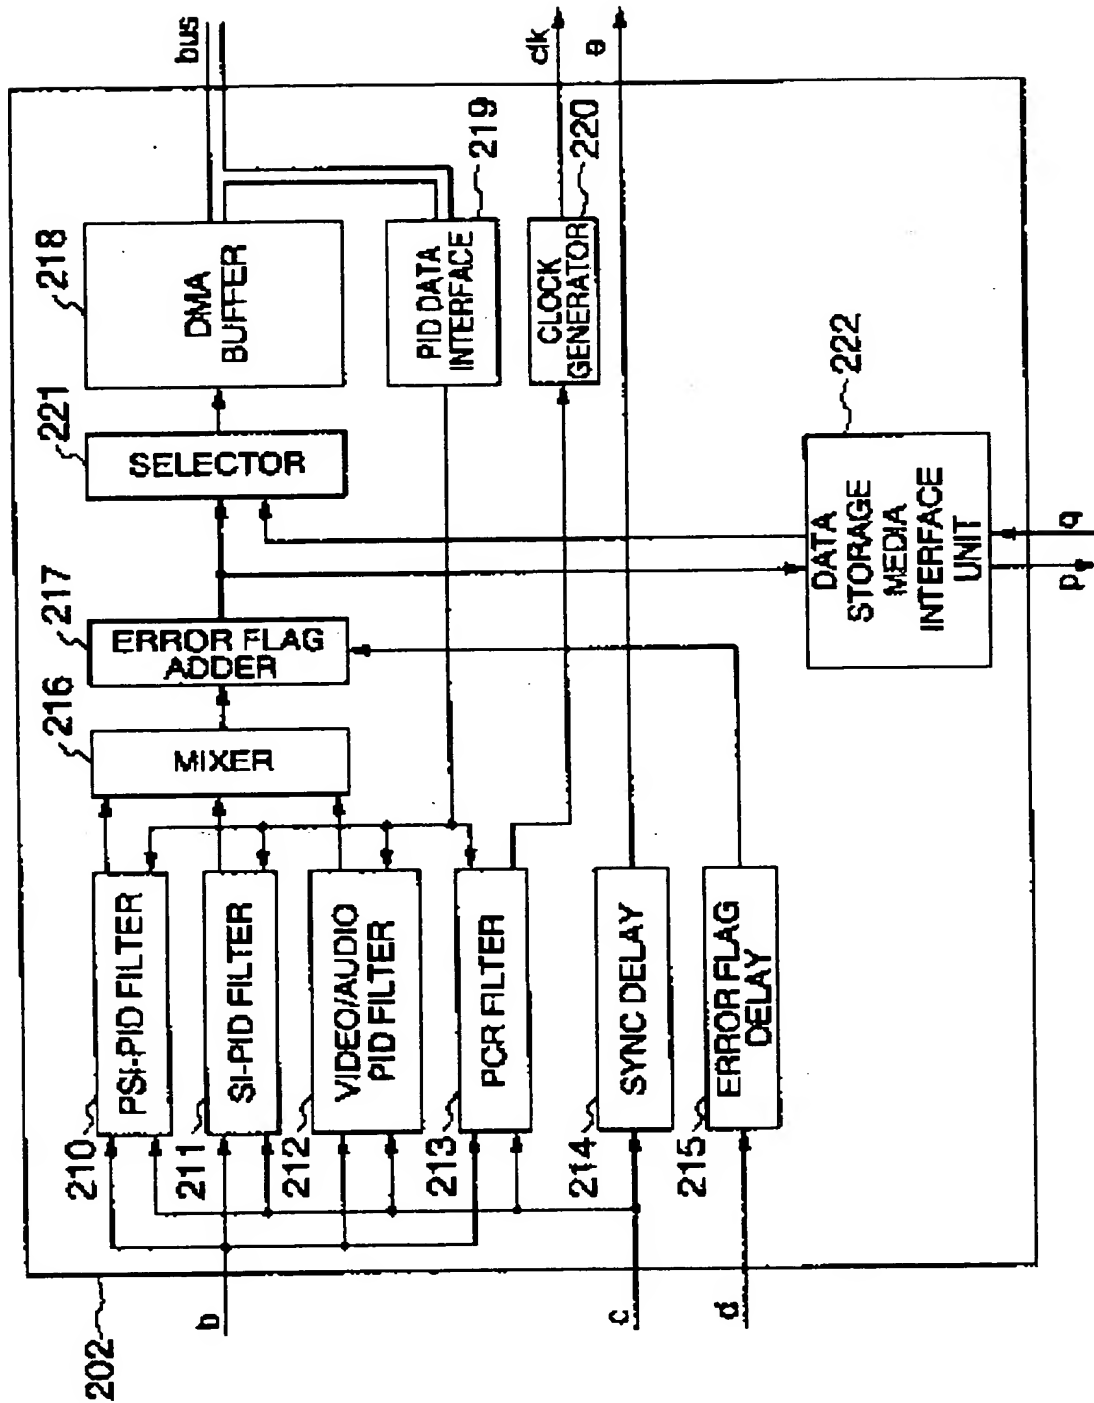 202
b
c
d
210
PSI-PID FILTER
211
SI-PID FILTER
212
VIDEO/AUDIO
PID FILTER
213
PCR FILTER
214
SYNC DELAY
215
ERROR FLAG
DELAY
216
MIXER
217
ERROR FLAG
ADDER
221
SELECTOR
218
DMA
BUFFER
PID DATA
INTERFACE
219
CLOCK
GENERATOR
220
222
DATA
STORAGE
MEDIA
INTERFACE
UNIT
p
q
bus
clk
e